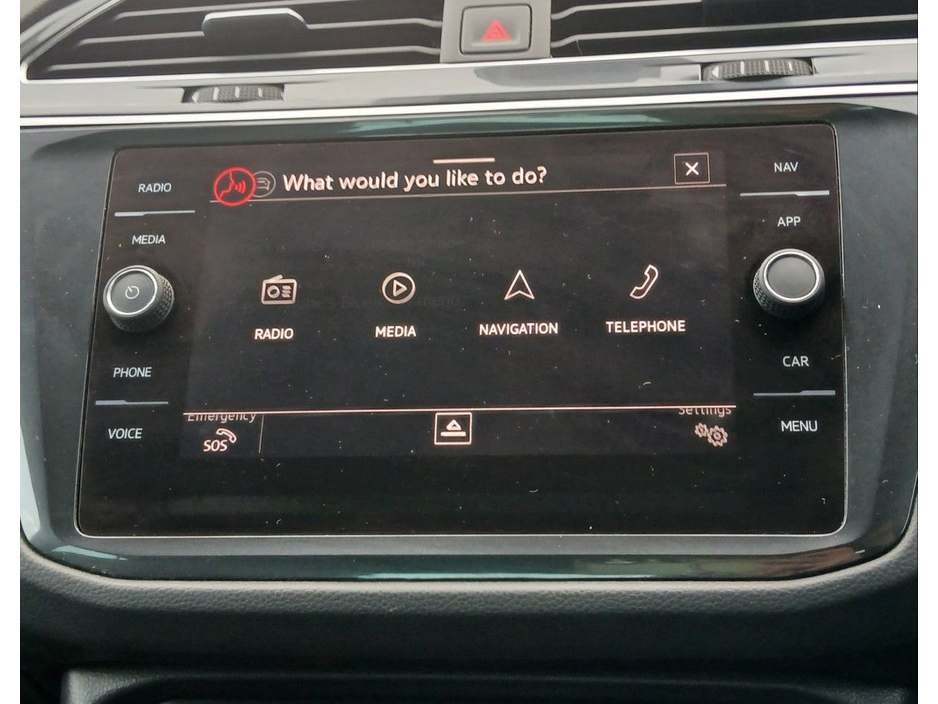 RADIO
MEDIA
PHONE
VOICE
What would you like to do?
RADIO
MEDIA
NAVIGATION
TELEPHONE
Emergency
SOS
Settings
NAV
APP
CAR
MENU